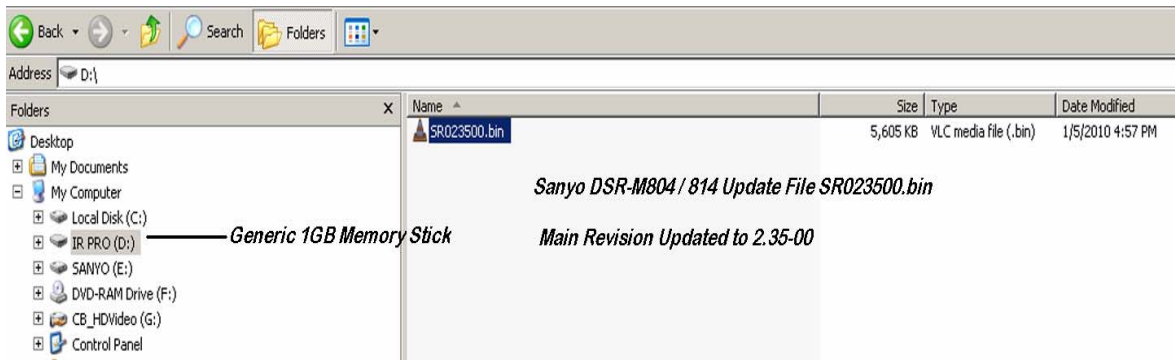 Back Search Folders
Address D:\
Folders X Name Size Type Date Modified
Desktop SR023500.bin 5,605 KB VLC media file (.bin) 1/5/2010 4:57 PM
My Documents
My Computer Sanyo DSR-M804 / 814 Update File SR023500.bin
Local Disk (C:)
IR PRO (D:) Generic 1GB Memory Stick Main Revision Updated to 2.35-00
SANYO (E:)
DVD-RAM Drive (F:)
CB_HDVideo (G:)
Control Panel